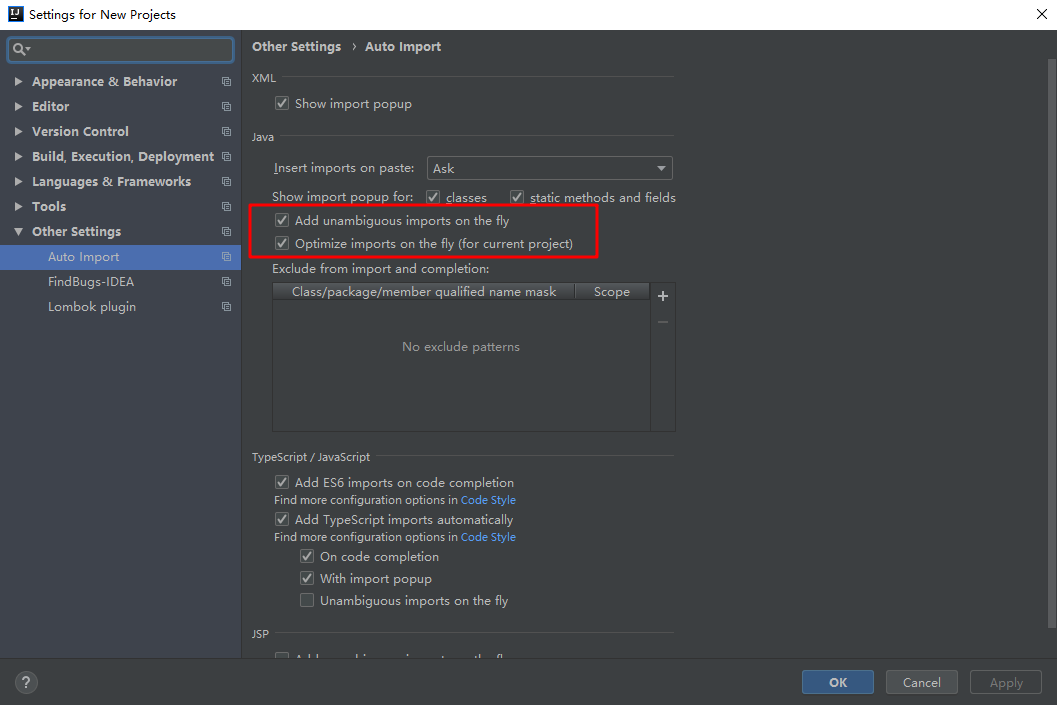 Settings for New Projects
Appearance & Behavior
Editor
Version Control
Build, Execution, Deployment
Languages & Frameworks
Tools
Other Settings
Auto Import
FindBugs-IDEA
Lombok plugin
Other Settings › Auto Import
XML
Show import popup
Java
Insert imports on paste: Ask
Show import popup for: classes static methods and fields
Add unambiguous imports on the fly
Optimize imports on the fly (for current project)
Exclude from import and completion:
Class/package/member qualified name mask Scope
No exclude patterns
TypeScript / JavaScript
Add ES6 imports on code completion
Find more configuration options in Code Style
Add TypeScript imports automatically
Find more configuration options in Code Style
On code completion
With import popup
Unambiguous imports on the fly
JSP
? OK Cancel Apply